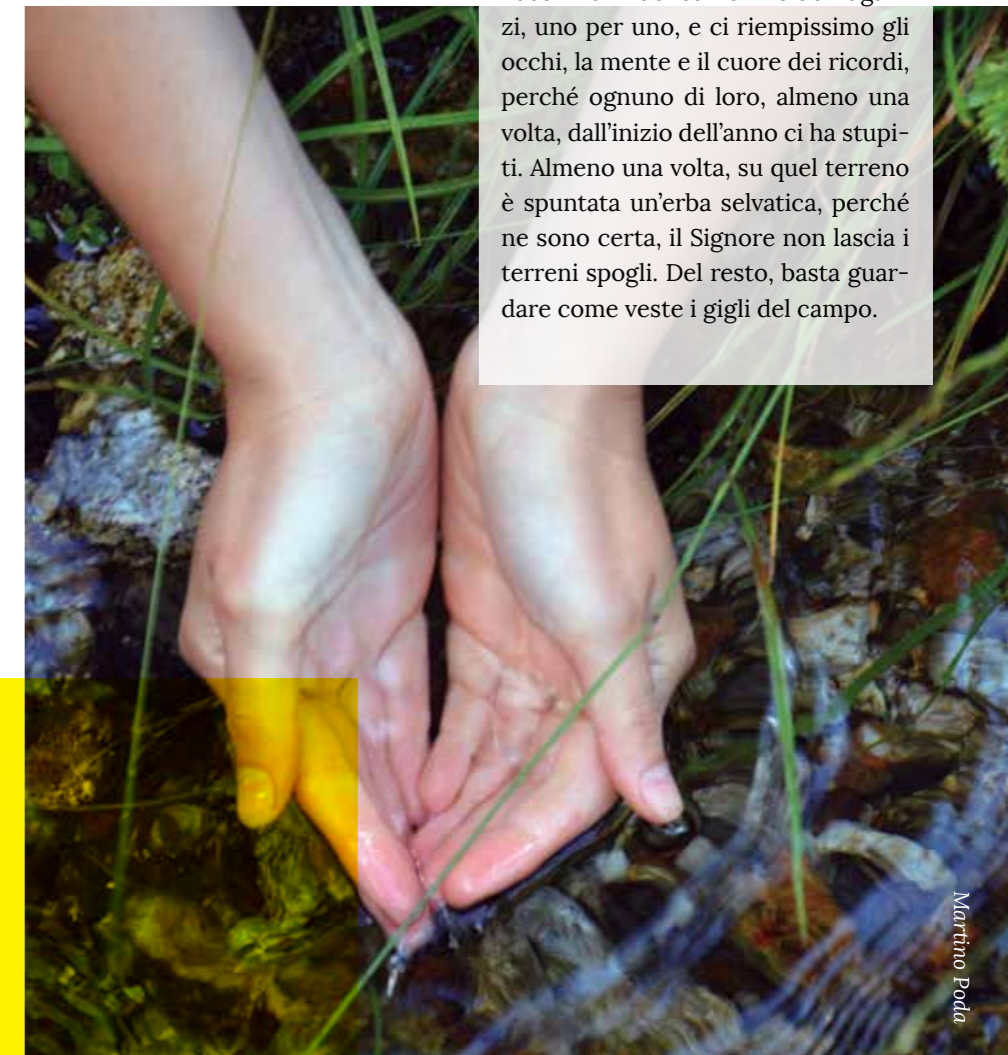 zi, uno per uno, e ci riempissimo gli
occhi, la mente e il cuore dei ricordi,
perché ognuno di loro, almeno una
volta, dall'inizio dell'anno ci ha stupi-
ti. Almeno una volta, su quel terreno
è spuntata un'erba selvatica, perché
ne sono certa, il Signore non lascia i
terreni spogli. Del resto, basta guar-
dare come veste i gigli del campo.
Martino Poda